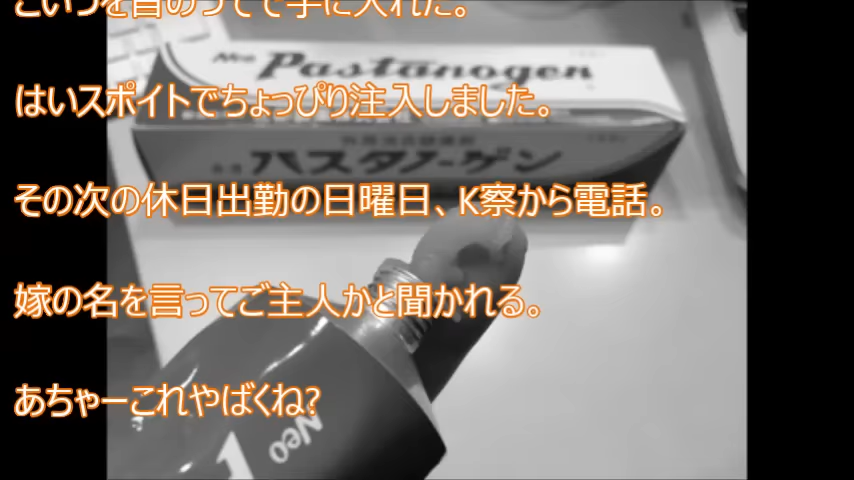 はいスポイトでちょっぴり注入しました。
Neo Pastanogen
パスタノーゲン
その次の休日出勤の日曜日、K察から電話。
嫁の名を言ってご主人かと聞かれる。
あちゃーこれやばくね?
Neo
1